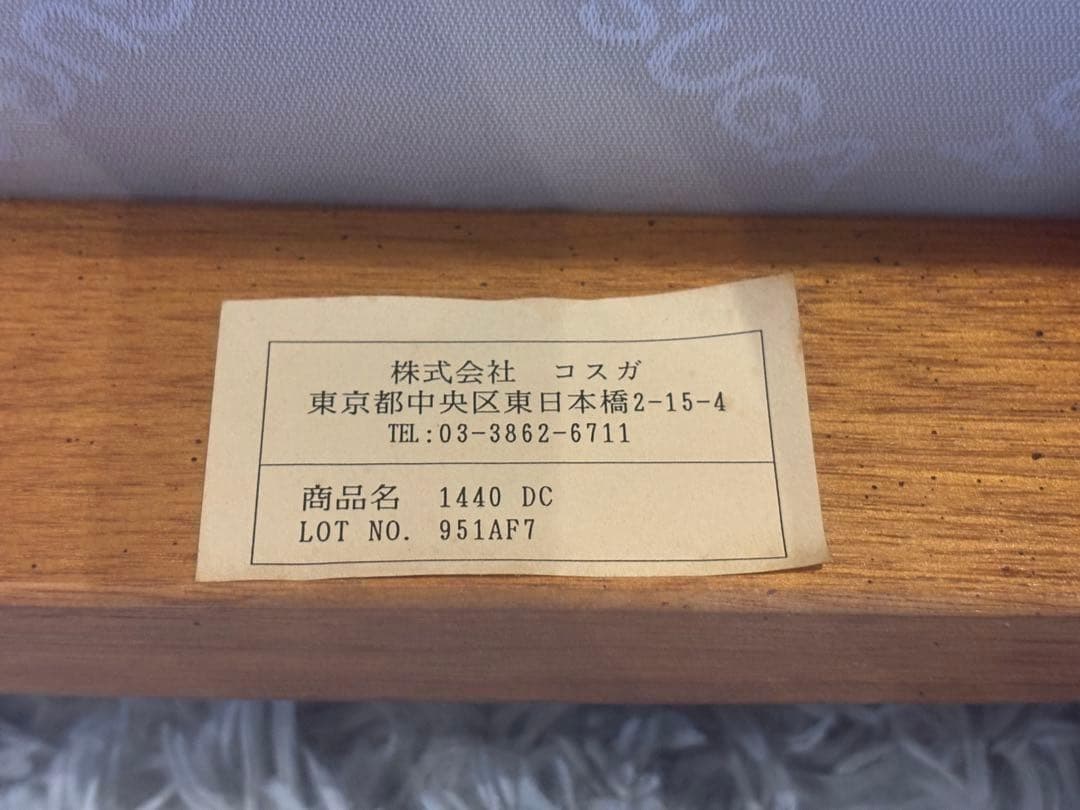 株式会社 コスガ
東京都中央区東日本橋2-15-4
TEL:03-3862-6711
商品名 1440 DC
LOT NO. 951AF7